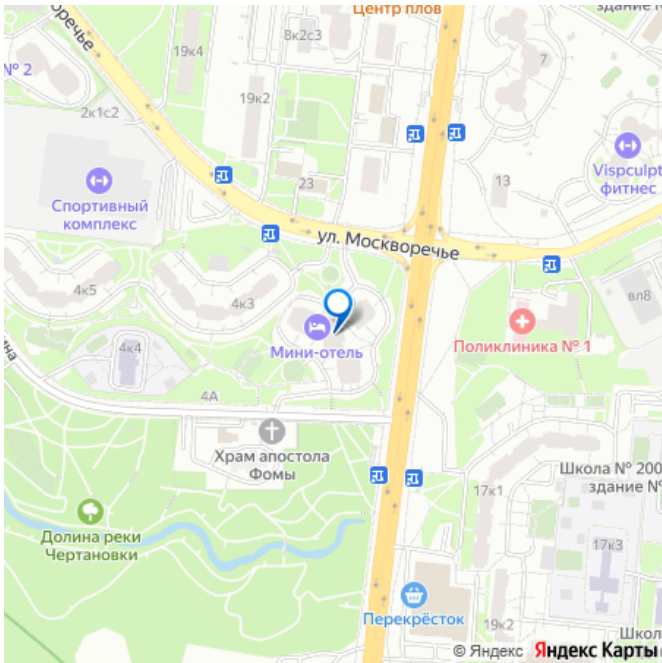 Центр плов
здание №
19к4
8к2с3
7
№ 2
19к2
2к1с2
Vispculpt
фитнес
Спортивный
комплекс
23
13
ул. Москворечье
4к5
4к3
вл8
Мини-отель
Поликлиника № 1
4к4
4А
Храм апостола
Фомы
Школа № 200
здание №
17к1
Долина реки
Чертановки
17к3
Перекрёсток
19к2
Школ
© Яндекс Яндекс Карты